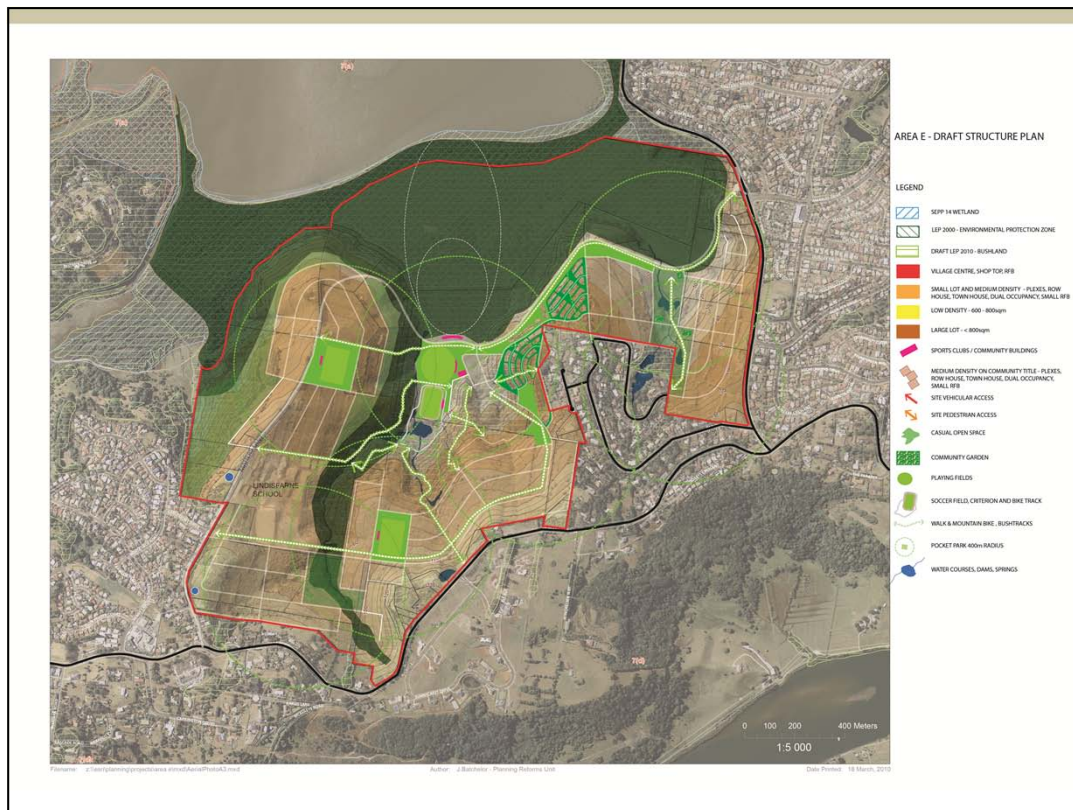 7(a)
7(a)
AREA E - DRAFT STRUCTURE PLAN
LEGEND
SEPP 14 WETLAND
LEP 2000 - ENVIRONMENTAL PROTECTION ZONE
DRAFT LEP 2010 - BUSHLAND
VILLAGE CENTRE, SHOP TOP, RFB
SMALL LOT AND MEDIUM DENSITY - PLEXES, ROW
HOUSE, TOWN HOUSE, DUAL OCCUPANCY, SMALL RFB
LOW DENSITY - 600 - 800sqm
LARGE LOT - < 800sqm
SPORTS CLUBS / COMMUNITY BUILDINGS
MEDIUM DENSITY ON COMMUNITY TITLE - PLEXES,
ROW HOUSE, TOWN HOUSE, DUAL OCCUPANCY,
SMALL RFB
SITE VEHICULAR ACCESS
SITE PEDESTRIAN ACCESS
CASUAL OPEN SPACE
COMMUNITY GARDEN
PLAYING FIELDS
SOCCER FIELD, CRITERION AND BIKE TRACK
WALK & MOUNTAIN BIKE , BUSHTRACKS
POCKET PARK 400m RADIUS
WATER COURSES, DAMS, SPRINGS
LINDISFARNE
SCHOOL
7(d)
0 100 200 400 Meters
1:5 000
Author: J Batchelor - Planning Reforms Unit
Date Printed: 18 March, 2010